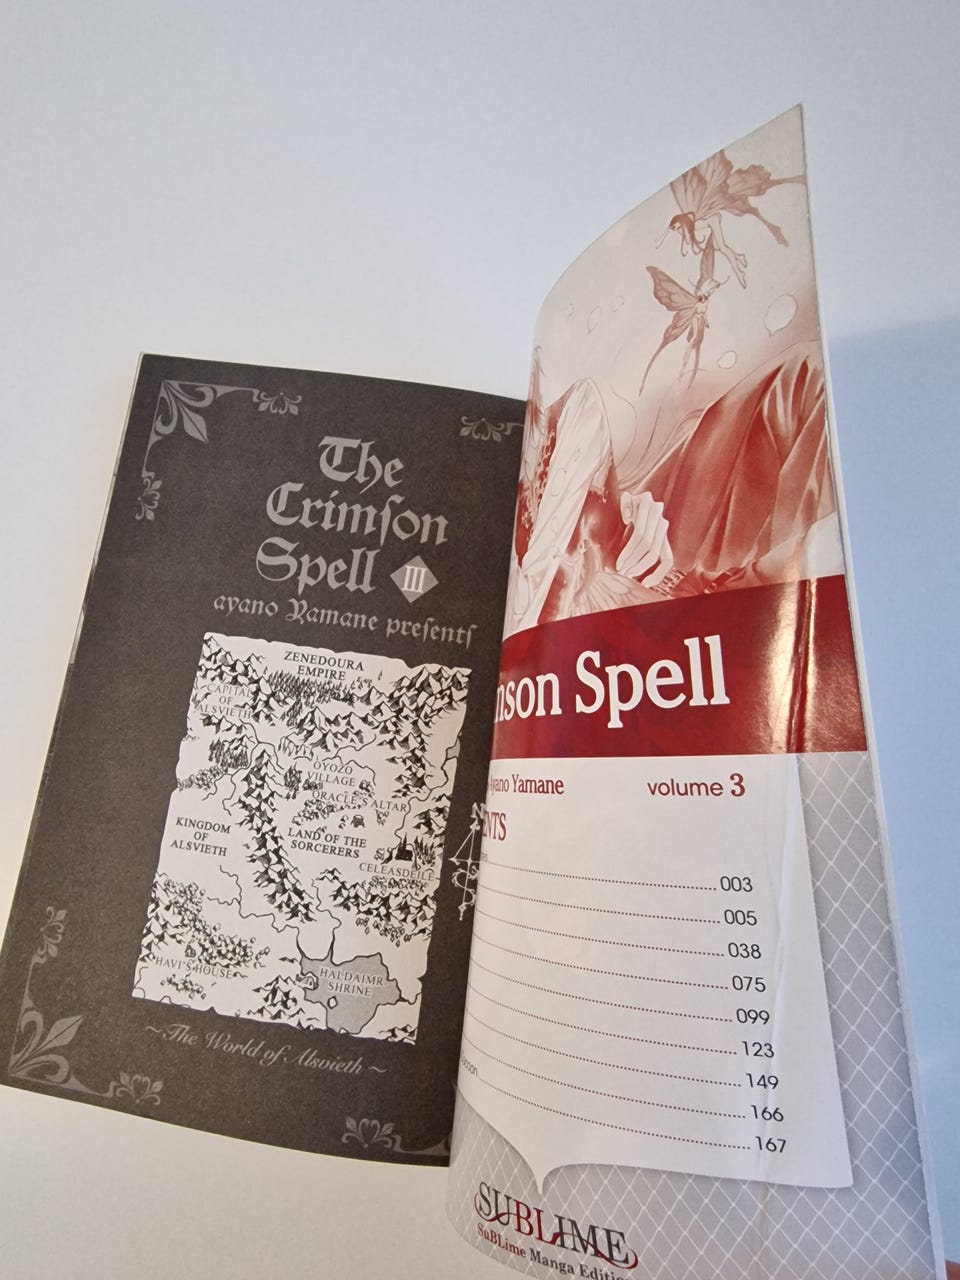 The
Crimſon
Spell III
ayano Yamane preſentſ
ZENEDOURA
EMPIRE
CAPITAL
OF
ALSVIETH
OYOZO
VILLAGE
ORACLE'S ALTAR
KINGDOM
OF
ALSVIETH
LAND OF THE
SORCERERS
CELEASDEILE
HAVI'S HOUSE
HALDAIMR
SHRINE
~The World of Alsvieth~
N
S
nson Spell
yano Yamane volume 3
NTS
003
005
038
075
099
123
149
166
167
SUBLIME
SuBLime Manga Editio